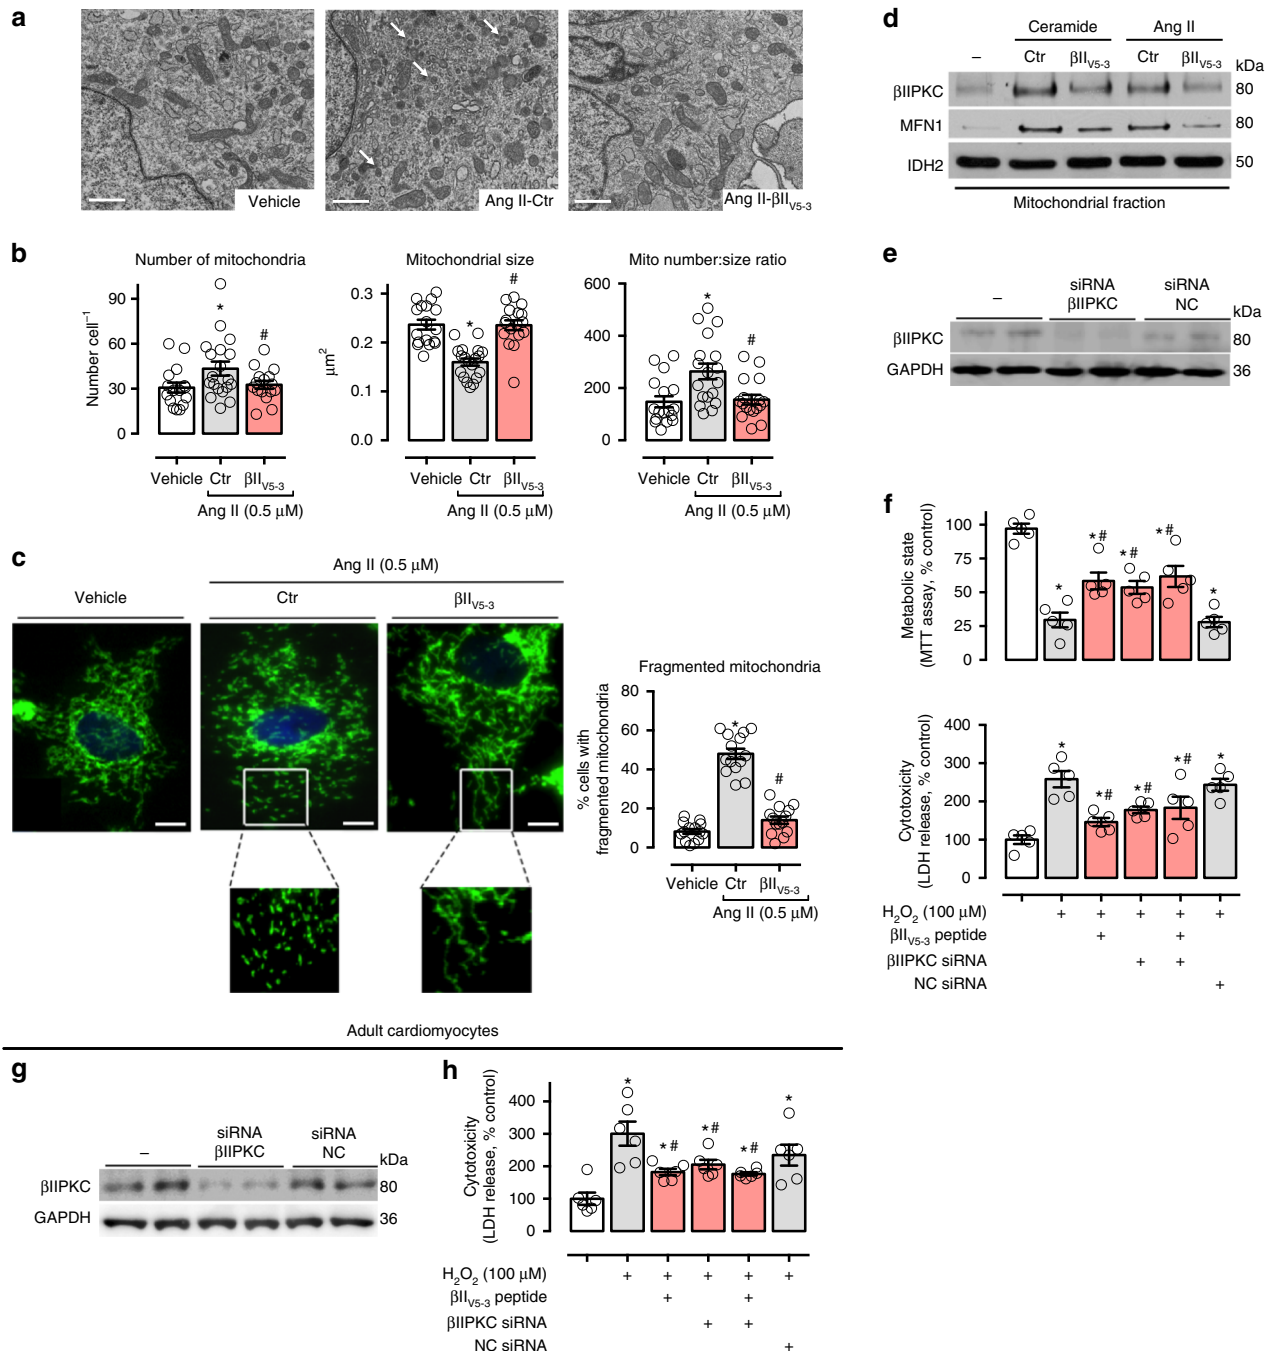 a
Vehicle
Ang II-Ctr
Ang II-βIIV5-3
b
Number of mitochondria
Number cell–1
90
60
30
0
Vehicle Ctr βIIV5-3
Ang II (0.5 μM)
Mitochondrial size
μm2
0.3
0.2
0.1
0.0
Vehicle Ctr βIIV5-3
Ang II (0.5 μM)
Mito number:size ratio
600
400
200
0
Vehicle Ctr βIIV5-3
Ang II (0.5 μM)
* #
* #
* #
c
Ang II (0.5 μM)
Vehicle
Ctr
βIIV5-3
Fragmented mitochondria
% cells with
fragmented mitochondria
80
60
40
20
0
* #
Vehicle Ctr βIIV5-3
Ang II (0.5 μM)
d
Ceramide Ang II
– Ctr βIIV5-3 Ctr βIIV5-3 kDa
βIIPKC 80
MFN1 80
IDH2 50
Mitochondrial fraction
e
– siRNA βIIPKC siRNA NC
kDa
βIIPKC 80
GAPDH 36
f
Metabolic state
(MTT assay, % control)
100
75
50
25
0
* *# *# *# *
Cytotoxicity
(LDH release, % control)
400
300
200
100
0
* *# *# *# *
H2O2 (100 μM) + + + + +
βIIV5-3 peptide + +
βIIPKC siRNA + +
NC siRNA +
Adult cardiomyocytes
g
– siRNA βIIPKC siRNA NC
kDa
βIIPKC 80
GAPDH 36
h
Cytotoxicity
(LDH release, % control)
400
300
200
100
0
* *# *# *# *
H2O2 (100 μM) + + + + +
βIIV5-3 peptide + +
βIIPKC siRNA + +
NC siRNA +